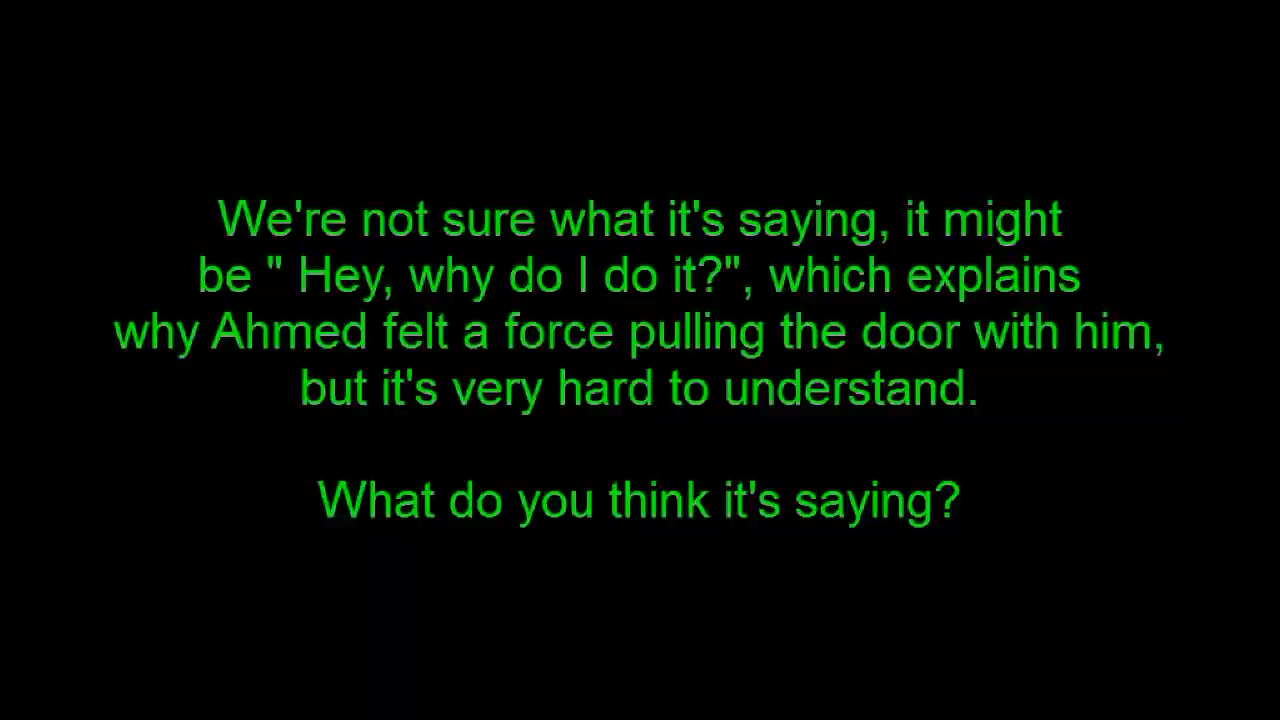 We're not sure what it's saying, it might
be " Hey, why do I do it?", which explains
why Ahmed felt a force pulling the door with him,
but it's very hard to understand.
What do you think it's saying?